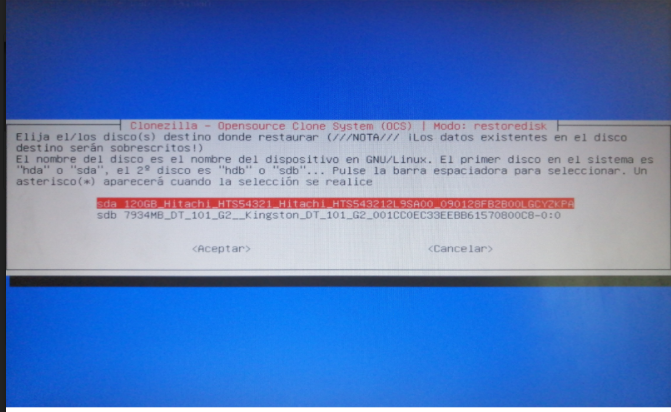 Clonezilla - Opensource Clone System (OCS) | Modo: restoredisk
Elija el/los disco(s) destino donde restaurar (///NOTA/// ¡Los datos existentes en el disco
destino serán sobrescritos!)
El nombre del disco es el nombre del dispositivo en GNU/Linux. El primer disco en el sistema es
"hda" o "sda", el 2º disco es "hdb" o "sdb"... Pulse la barra espaciadora para seleccionar. Un
asterisco(*) aparecerá cuando la selección se realice
sda 120GB_Hitachi_HTS54321_Hitachi_HTS543212L9SA00_090128FB2B00LGCYZKPA
sdb 7934MB_DT_101_G2__Kingston_DT_101_G2_001CC0EC33EEBB61570800C8-0:0
<Aceptar> <Cancelar>